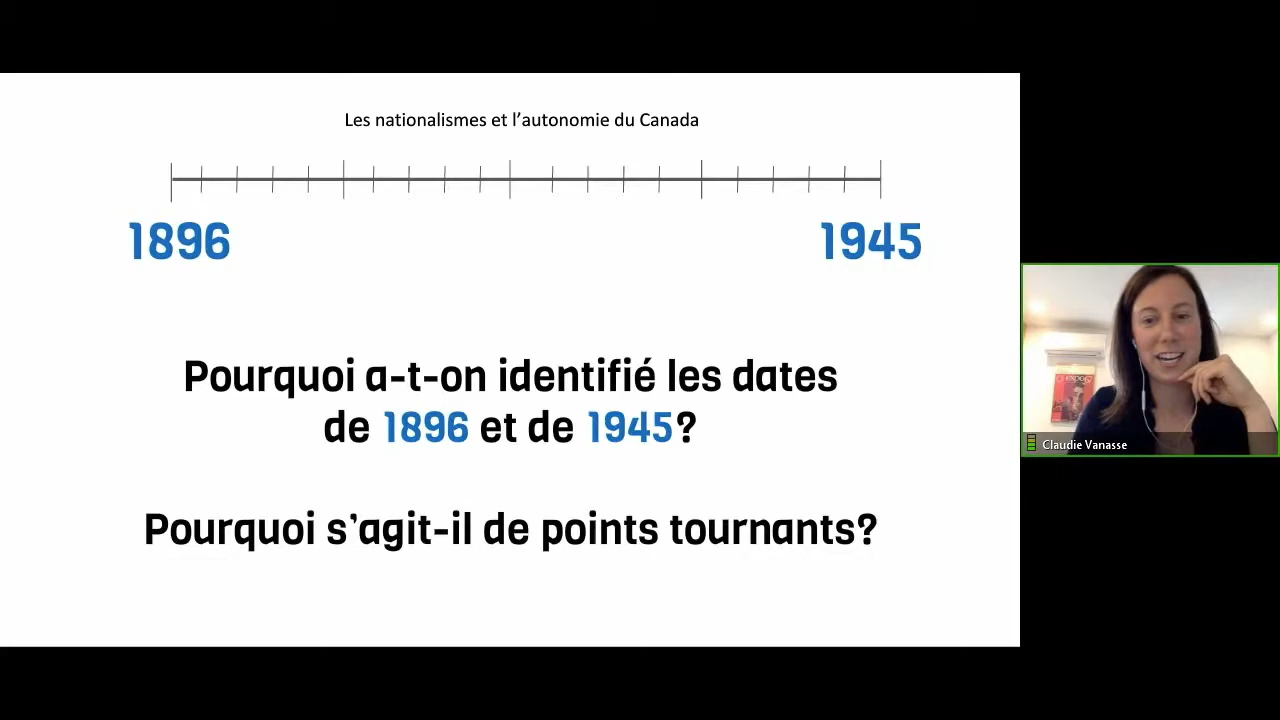 Les nationalismes et l'autonomie du Canada
1896
1945
Pourquoi a-t-on identifié les dates
de 1896 et de 1945?
Pourquoi s'agit-il de points tournants?
Claudie Vanasse